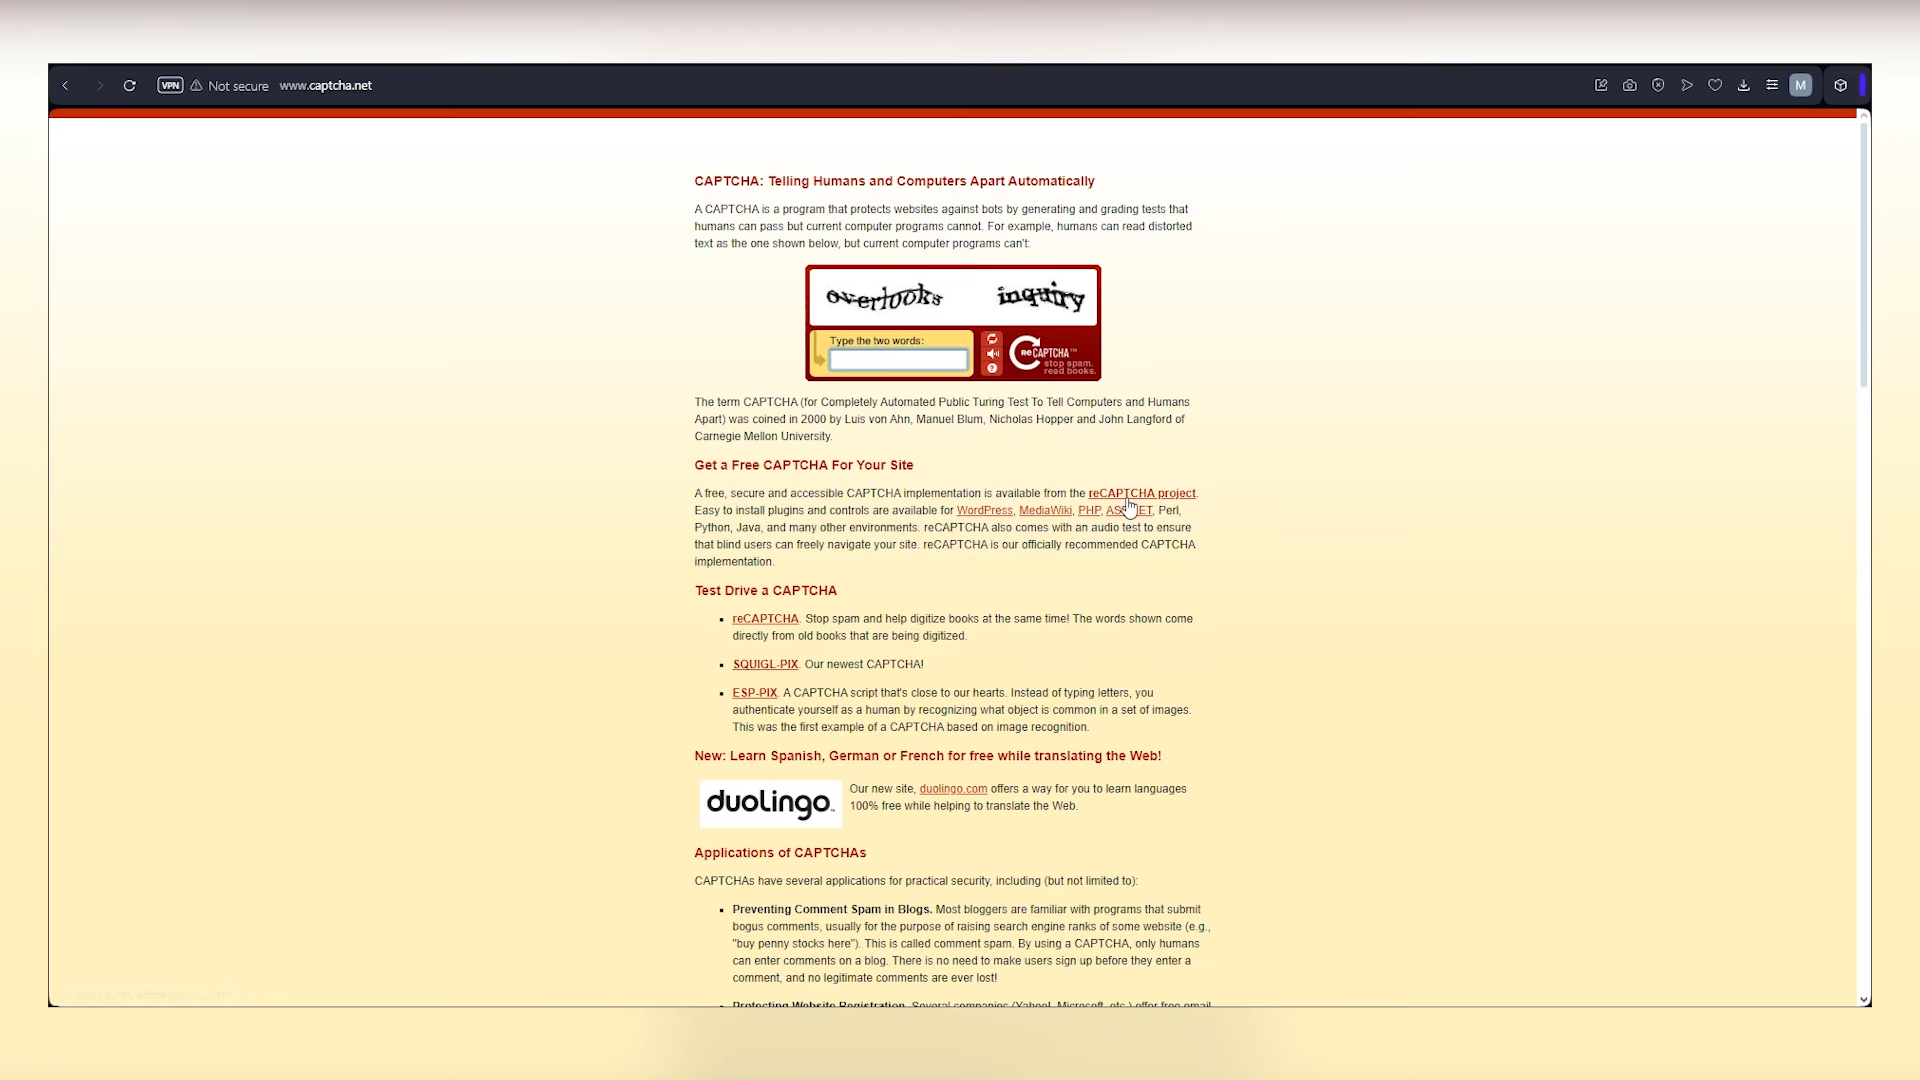 VPN Not secure www.captcha.net
M
CAPTCHA: Telling Humans and Computers Apart Automatically
A CAPTCHA is a program that protects websites against bots by generating and grading tests that
humans can pass but current computer programs cannot. For example, humans can read distorted
text as the one shown below, but current computer programs can't:
overlooks inquiry
Type the two words:
reCAPTCHA™
stop spam.
read books.
The term CAPTCHA (for Completely Automated Public Turing Test To Tell Computers and Humans
Apart) was coined in 2000 by Luis von Ahn, Manuel Blum, Nicholas Hopper and John Langford of
Carnegie Mellon University.
Get a Free CAPTCHA For Your Site
A free, secure and accessible CAPTCHA implementation is available from the reCAPTCHA project.
Easy to install plugins and controls are available for WordPress, MediaWiki, PHP, ASP.NET, Perl,
Python, Java, and many other environments. reCAPTCHA also comes with an audio test to ensure
that blind users can freely navigate your site. reCAPTCHA is our officially recommended CAPTCHA
implementation.
Test Drive a CAPTCHA
reCAPTCHA. Stop spam and help digitize books at the same time! The words shown come
directly from old books that are being digitized.
SQUIGL-PIX. Our newest CAPTCHA!
ESP-PIX. A CAPTCHA script that's close to our hearts. Instead of typing letters, you
authenticate yourself as a human by recognizing what object is common in a set of images.
This was the first example of a CAPTCHA based on image recognition.
New: Learn Spanish, German or French for free while translating the Web!
duolingo™
Our new site, duolingo.com offers a way for you to learn languages
100% free while helping to translate the Web.
Applications of CAPTCHAs
CAPTCHAs have several applications for practical security, including (but not limited to):
Preventing Comment Spam in Blogs. Most bloggers are familiar with programs that submit
bogus comments, usually for the purpose of raising search engine ranks of some website (e.g.,
"buy penny stocks here"). This is called comment spam. By using a CAPTCHA, only humans
can enter comments on a blog. There is no need to make users sign up before they enter a
comment, and no legitimate comments are ever lost!
Protecting Website Registration. Several companies (Yahoo!, Microsoft, etc.) offer free email